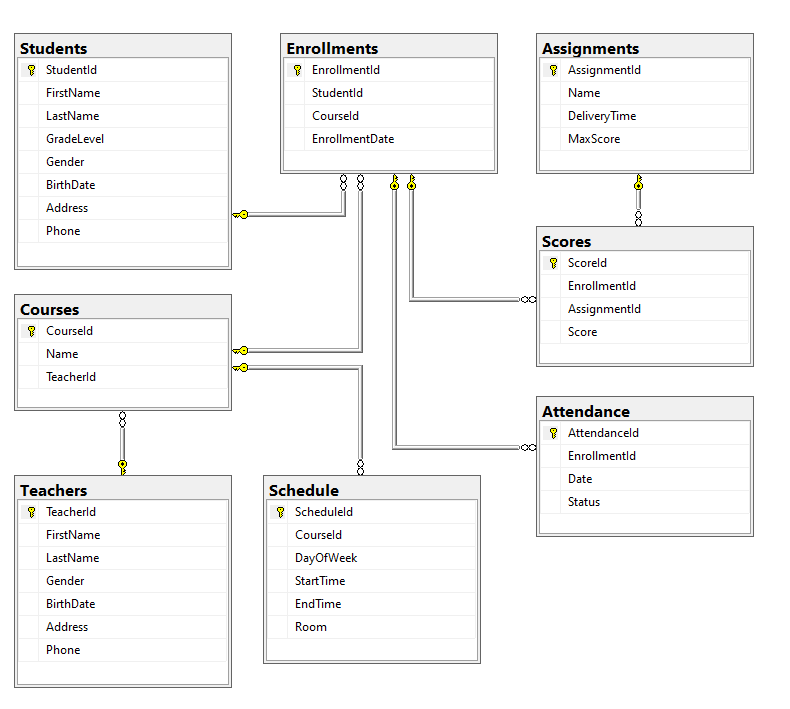 Students
StudentId
FirstName
LastName
GradeLevel
Gender
BirthDate
Address
Phone
Enrollments
EnrollmentId
StudentId
CourseId
EnrollmentDate
Assignments
AssignmentId
Name
DeliveryTime
MaxScore
Scores
ScoreId
EnrollmentId
AssignmentId
Score
Courses
CourseId
Name
TeacherId
Attendance
AttendanceId
EnrollmentId
Date
Status
Teachers
TeacherId
FirstName
LastName
Gender
BirthDate
Address
Phone
Schedule
ScheduleId
CourseId
DayOfWeek
StartTime
EndTime
Room